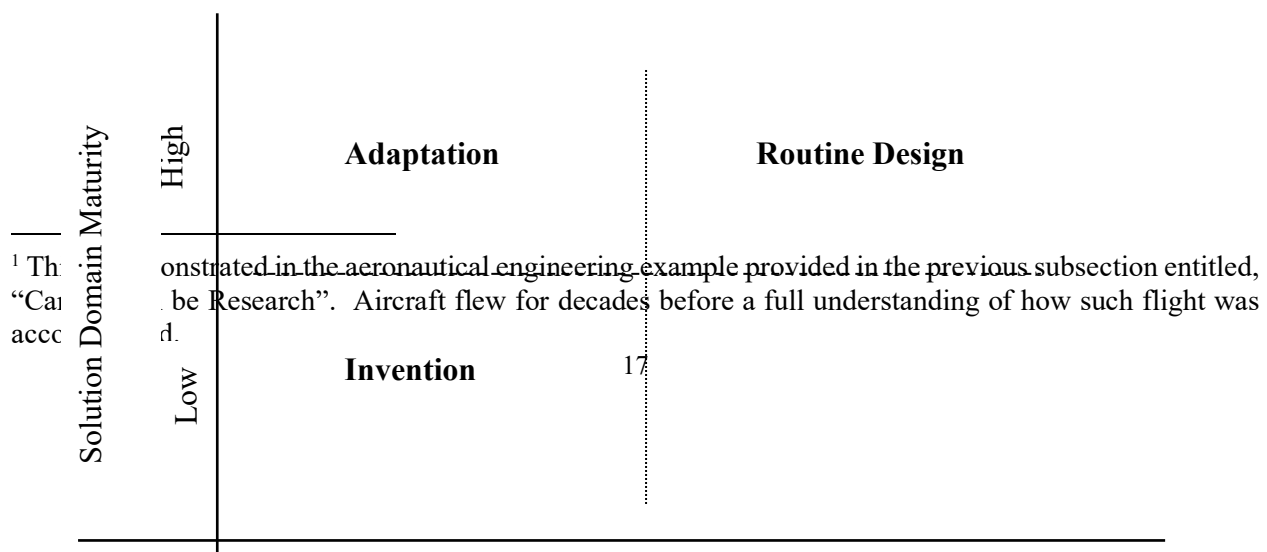 High
Adaptation Routine Design
Solution Domain Maturity
1 Th onstrated in the aeronautical engineering example provided in the previous subsection entitled,
“Ca be Research”. Aircraft flew for decades before a full understanding of how such flight was
acco d.
Low
Invention 17